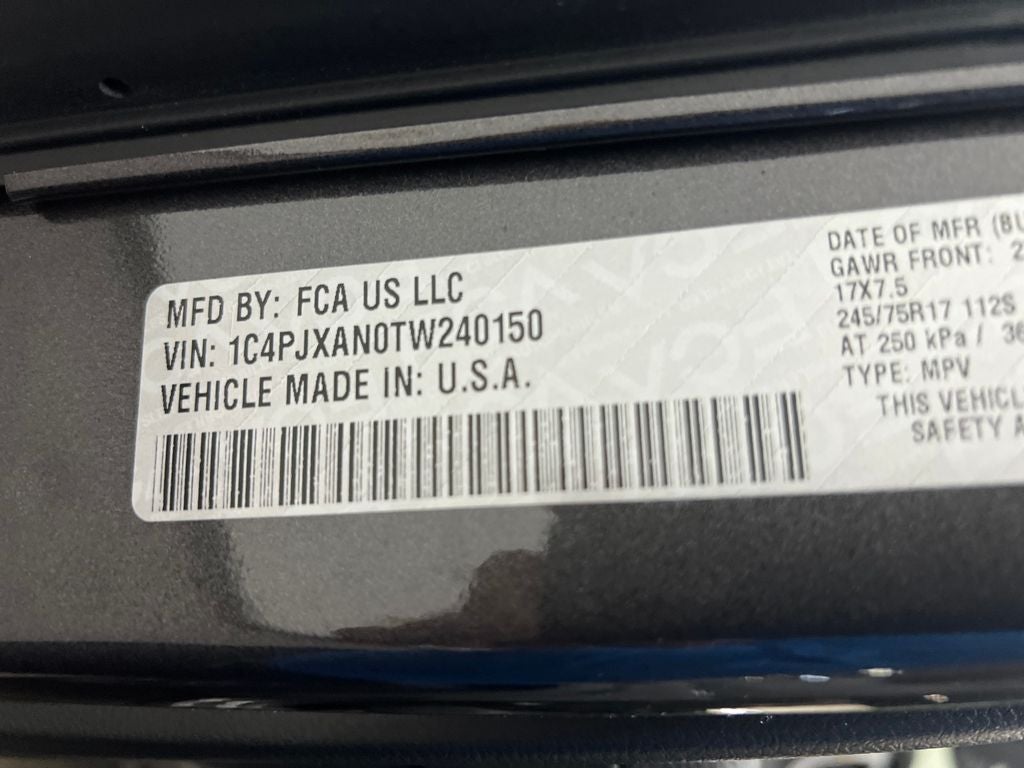 MFD BY: FCA US LLC
VIN: 1C4PJXAN0TW240150
VEHICLE MADE IN: U.S.A.
DATE OF MFR
GAWR FRONT:
17X7.5
245/75R17 112S
AT 250 kPa /
TYPE: MPV
THIS
SAFETY